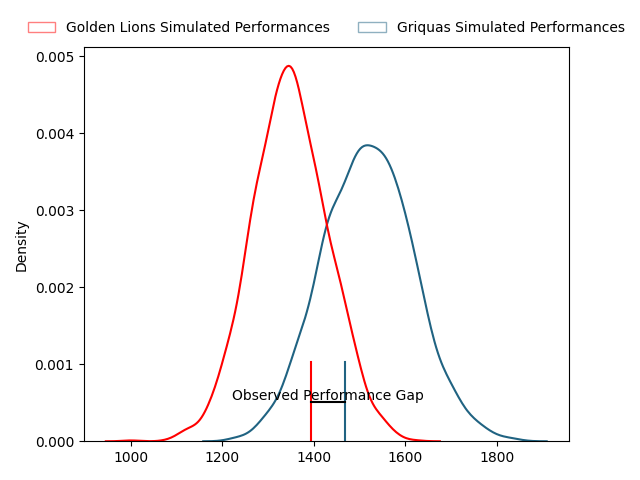 Golden Lions Simulated Performances Griquas Simulated Performances
0.005
0.004
0.003
0.002
0.001
0.000
Density
Observed Performance Gap
1000 1200 1400 1600 1800